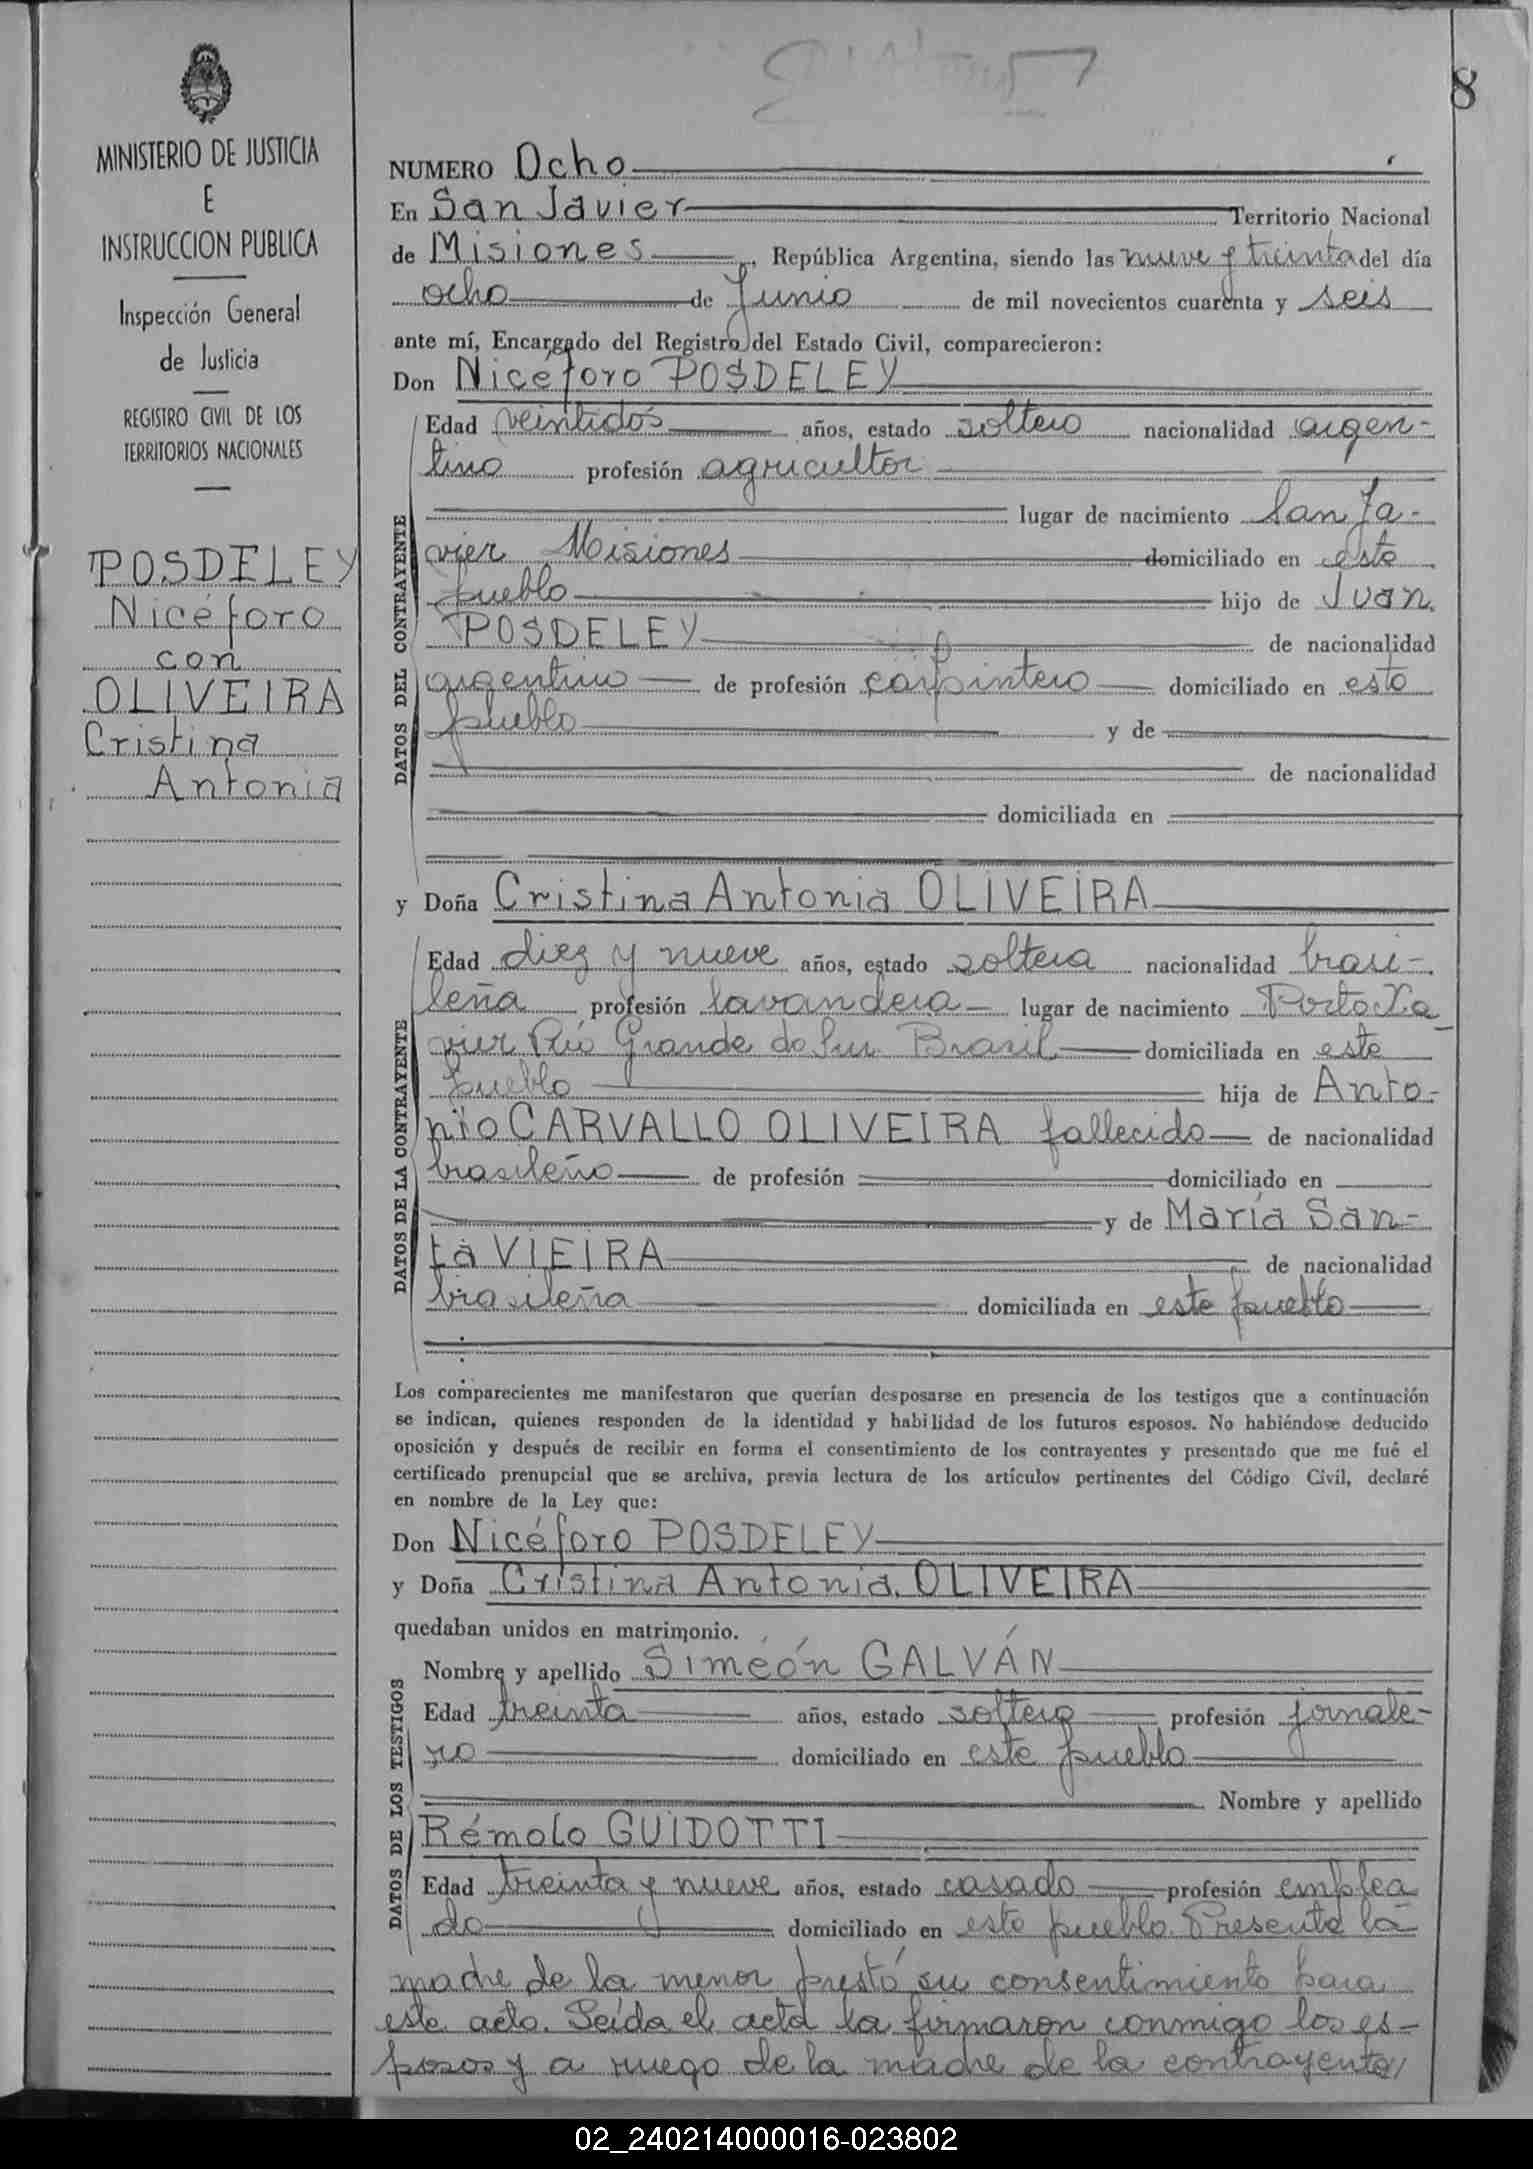 8
MINISTERIO DE JUSTICIA
E
INSTRUCCION PUBLICA
Inspección General
de Justicia
REGISTRO CIVIL DE LOS
TERRITORIOS NACIONALES
POSDELEY
Nicéforo
con
OLIVEIRA
Cristina
Antonia
NUMERO Ocho
En San Javier Territorio Nacional
de Misiones, República Argentina, siendo las nueve y treinta del día
ocho de Junio de mil novecientos cuarenta y seis
ante mí, Encargado del Registro del Estado Civil, comparecieron:
Don Nicéforo POSDELEY
DATOS DEL CONTRAYENTE
Edad veintidos años, estado soltero nacionalidad argen-
tino profesión agricultor
lugar de nacimiento San Ja-
vier Misiones domiciliado en este
pueblo hijo de Juan
POSDELEY de nacionalidad
argentino de profesión carpintero domiciliado en este
pueblo y de
de nacionalidad
domiciliada en
y Doña Cristina Antonia OLIVEIRA
DATOS DE LA CONTRAYENTE
Edad diez y nueve años, estado soltera nacionalidad brasi-
leña profesión lavandera lugar de nacimiento Porto Xa-
vier Río Grande do Sur Brasil domiciliada en este
pueblo hija de Anto-
nio CARVALLO OLIVEIRA fallecido de nacionalidad
brasileño de profesión domiciliado en
y de María San-
ta VIEIRA de nacionalidad
brasileña domiciliada en este pueblo
Los comparecientes me manifestaron que querían desposarse en presencia de los testigos que a continuación
se indican, quienes responden de la identidad y habilidad de los futuros esposos. No habiéndose deducido
oposición y después de recibir en forma el consentimiento de los contrayentes y presentado que me fué el
certificado prenupcial que se archiva, previa lectura de los artículos pertinentes del Código Civil, declaré
en nombre de la Ley que:
Don Nicéforo POSDELEY
y Doña Cristina Antonia OLIVEIRA
quedaban unidos en matrimonio.
DATOS DE LOS TESTIGOS
Nombre y apellido Simeón GALVÁN
Edad treinta años, estado soltero profesión jornale-
ro domiciliado en este pueblo
Nombre y apellido
Rémolo GUIDOTTI
Edad treinta y nueve años, estado casado profesión emplea
do domiciliado en este pueblo. Presente la
madre de la menor prestó su consentimiento para
este acto. Leída el acta la firmaron conmigo los es-
posos y a ruego de la madre de la contrayente,
02_240214000016-023802